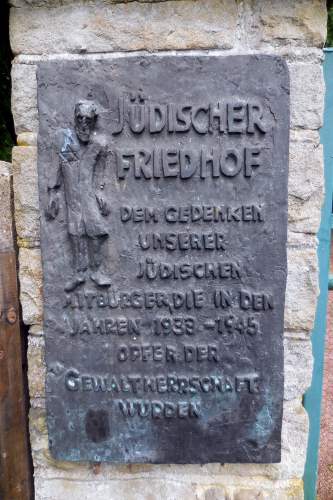 JÜDISCHER
FRIEDHOF
DEM GEDENKEN
UNSERER
JÜDISCHEN
MITBÜRGER DIE IN DEN
JAHREN 1933 - 1945
OPFER DER
GEWALTHERRSCHAFT
WURDEN